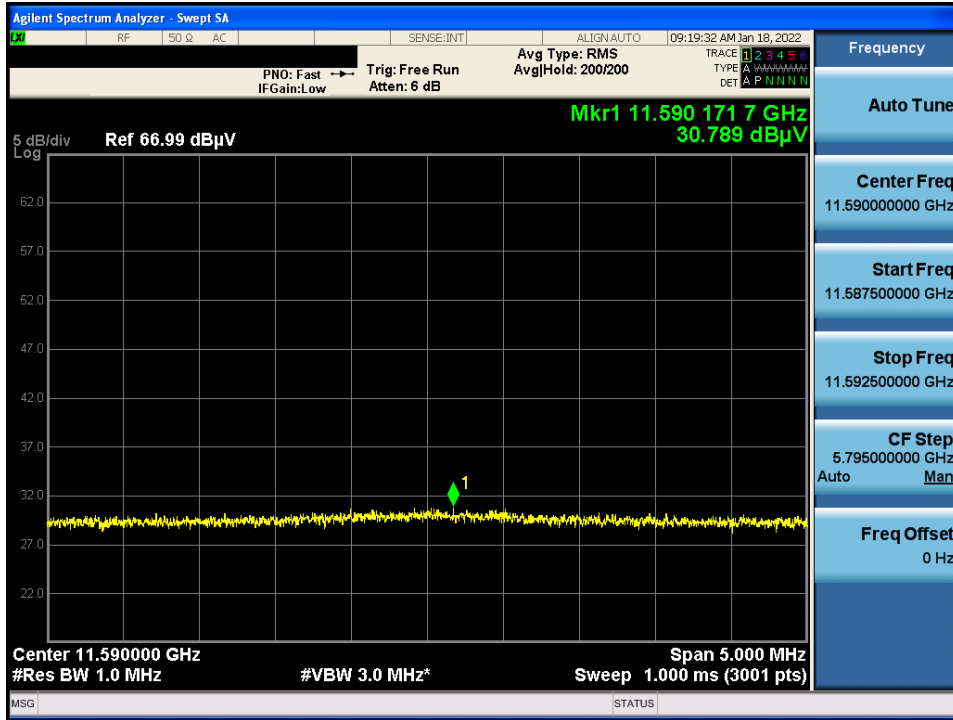 Agilent Spectrum Analyzer - Swept SA
LXI RF 50 Ω AC SENSE:INT ALIGNAUTO 09:19:32 AM Jan 18, 2022
PNO: Fast
IFGain:Low
Trig: Free Run
Atten: 6 dB
Avg Type: RMS
Avg|Hold: 200/200
TRACE 1 2 3 4 5 6
TYPE A WWWWW
DET A P N N N N
Mkr1 11.590 171 7 GHz
30.789 dBµV
5 dB/div Ref 66.99 dBµV
Log
62.0
57.0
52.0
47.0
42.0
37.0
32.0
27.0
22.0
1
Center 11.590000 GHz Span 5.000 MHz
#Res BW 1.0 MHz #VBW 3.0 MHz* Sweep 1.000 ms (3001 pts)
MSG STATUS
Frequency
Auto Tune
Center Freq
11.590000000 GHz
Start Freq
11.587500000 GHz
Stop Freq
11.592500000 GHz
CF Step
5.795000000 GHz
Auto Man
Freq Offset
0 Hz